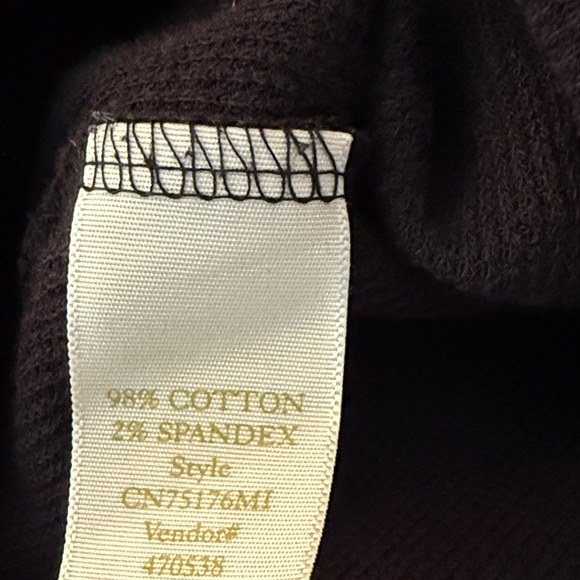 98% COTTON
2% SPANDEX
Style
CN75176MI
Vendor#
470538